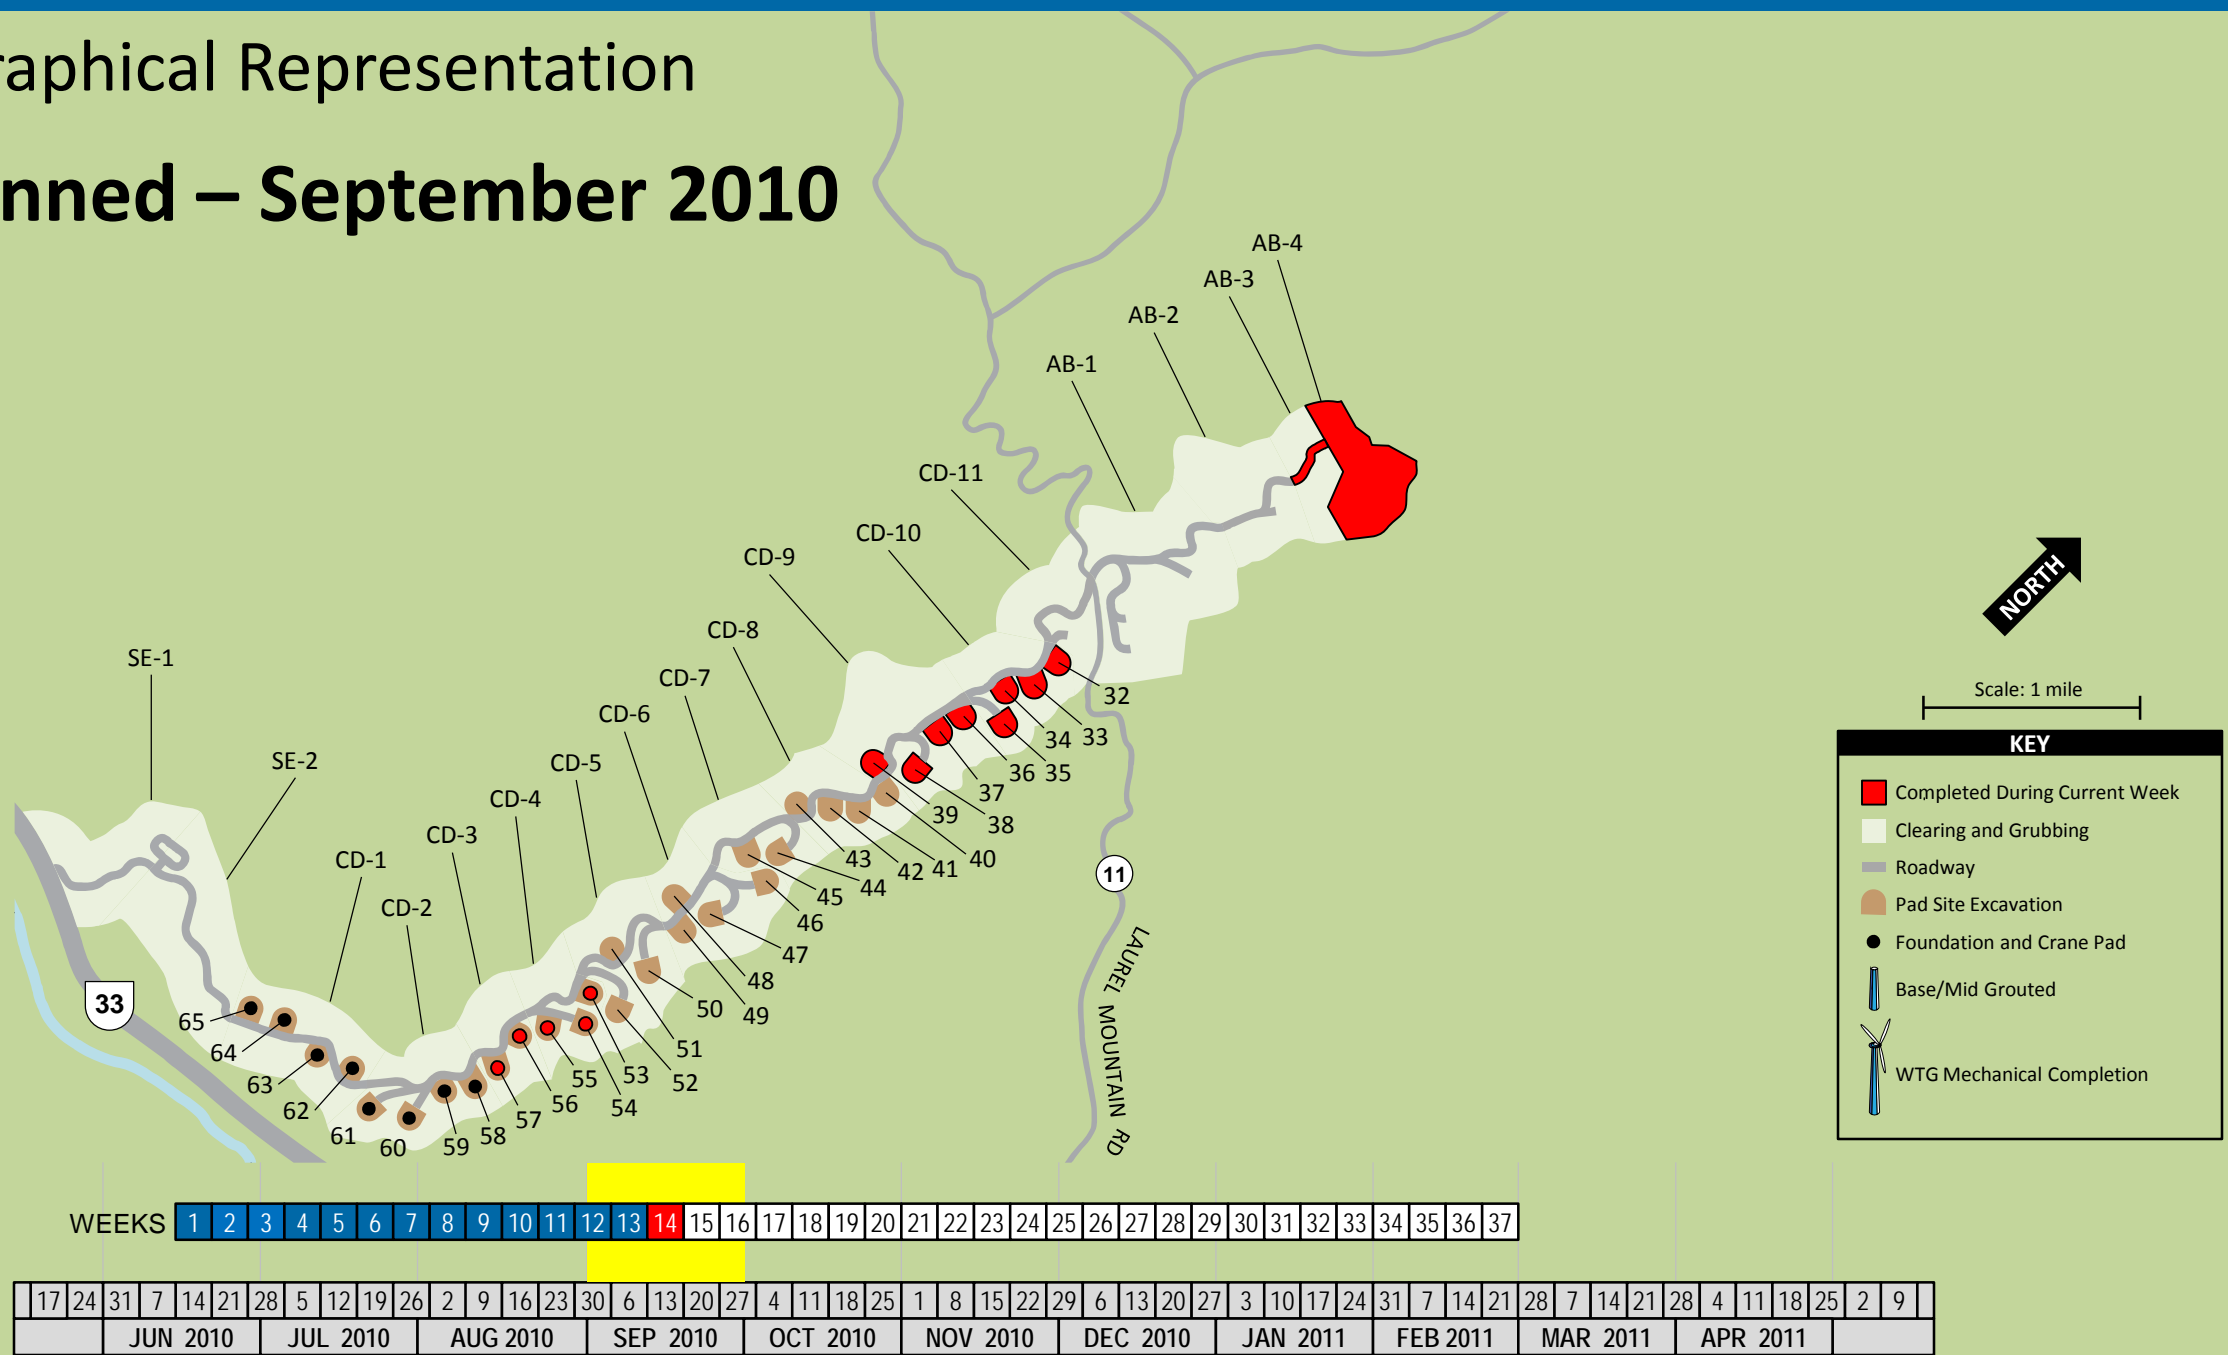 raphical Representation
nned – September 2010
AB-4
AB-3
AB-2
AB-1
CD-11
CD-10
CD-9
CD-8
CD-7
CD-6
CD-5
CD-4
CD-3
CD-1
CD-2
SE-1
SE-2
NORTH
Scale: 1 mile
KEY
Completed During Current Week
Clearing and Grubbing
Roadway
Pad Site Excavation
Foundation and Crane Pad
Base/Mid Grouted
WTG Mechanical Completion
32
34 33
36 35
37
39 38
43 42 41 40
45 44
46
47
48
49
50
51
52
53
54
55
56
57
58
59
60
61
62
63
64
65
33
11
LAUREL MOUNTAIN RD
WEEKS 1 2 3 4 5 6 7 8 9 10 11 12 13 14 15 16 17 18 19 20 21 22 23 24 25 26 27 28 29 30 31 32 33 34 35 36 37
17 24 31 7 14 21 28 5 12 19 26 2 9 16 23 30 6 13 20 27 4 11 18 25 1 8 15 22 29 6 13 20 27 3 10 17 24 31 7 14 21 28 7 14 21 28 4 11 18 25 2 9
JUN 2010 JUL 2010 AUG 2010 SEP 2010 OCT 2010 NOV 2010 DEC 2010 JAN 2011 FEB 2011 MAR 2011 APR 2011